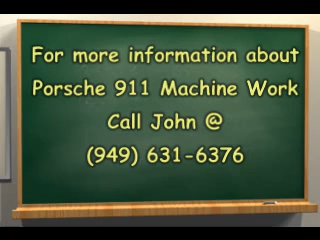 For more information about
Porsche 911 Machine Work
Call John @
(949) 631-6376